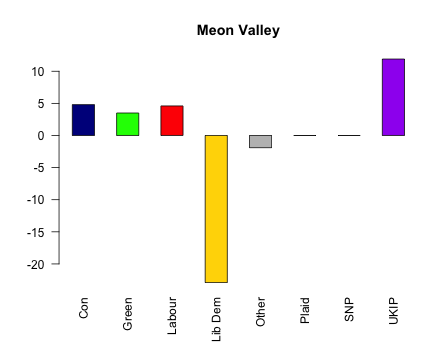 Meon Valley
10
5
0
-5
-10
-15
-20
Con
Green
Labour
Lib Dem
Other
Plaid
SNP
UKIP